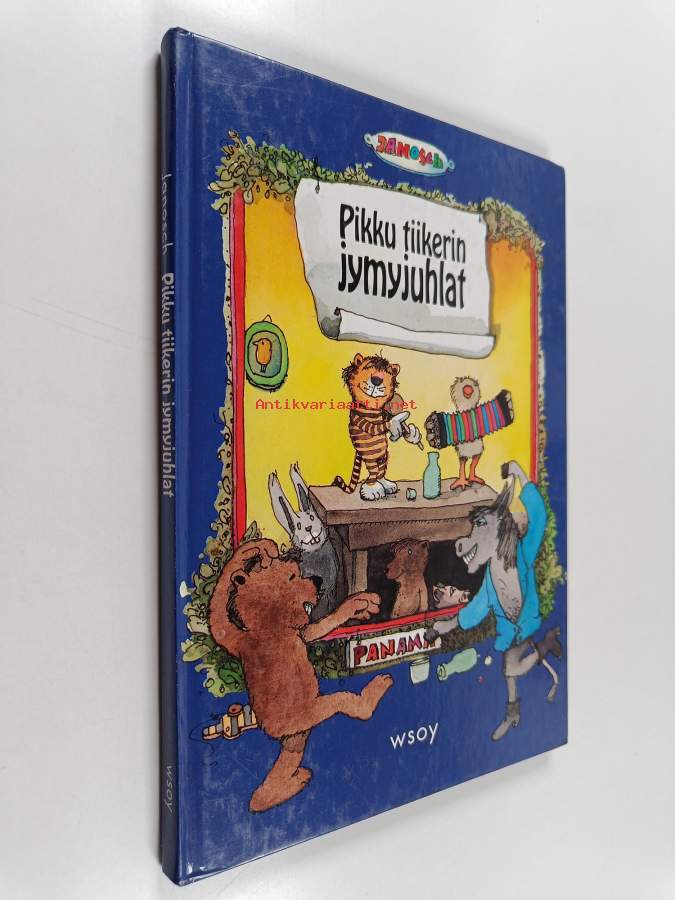 JANOSCH
Pikku tiikerin
jymyjuhlat
Antikvariaatti.net
PANAMA
wsoy
Janosch Pikku tiikerin jymyjuhlat wsoy